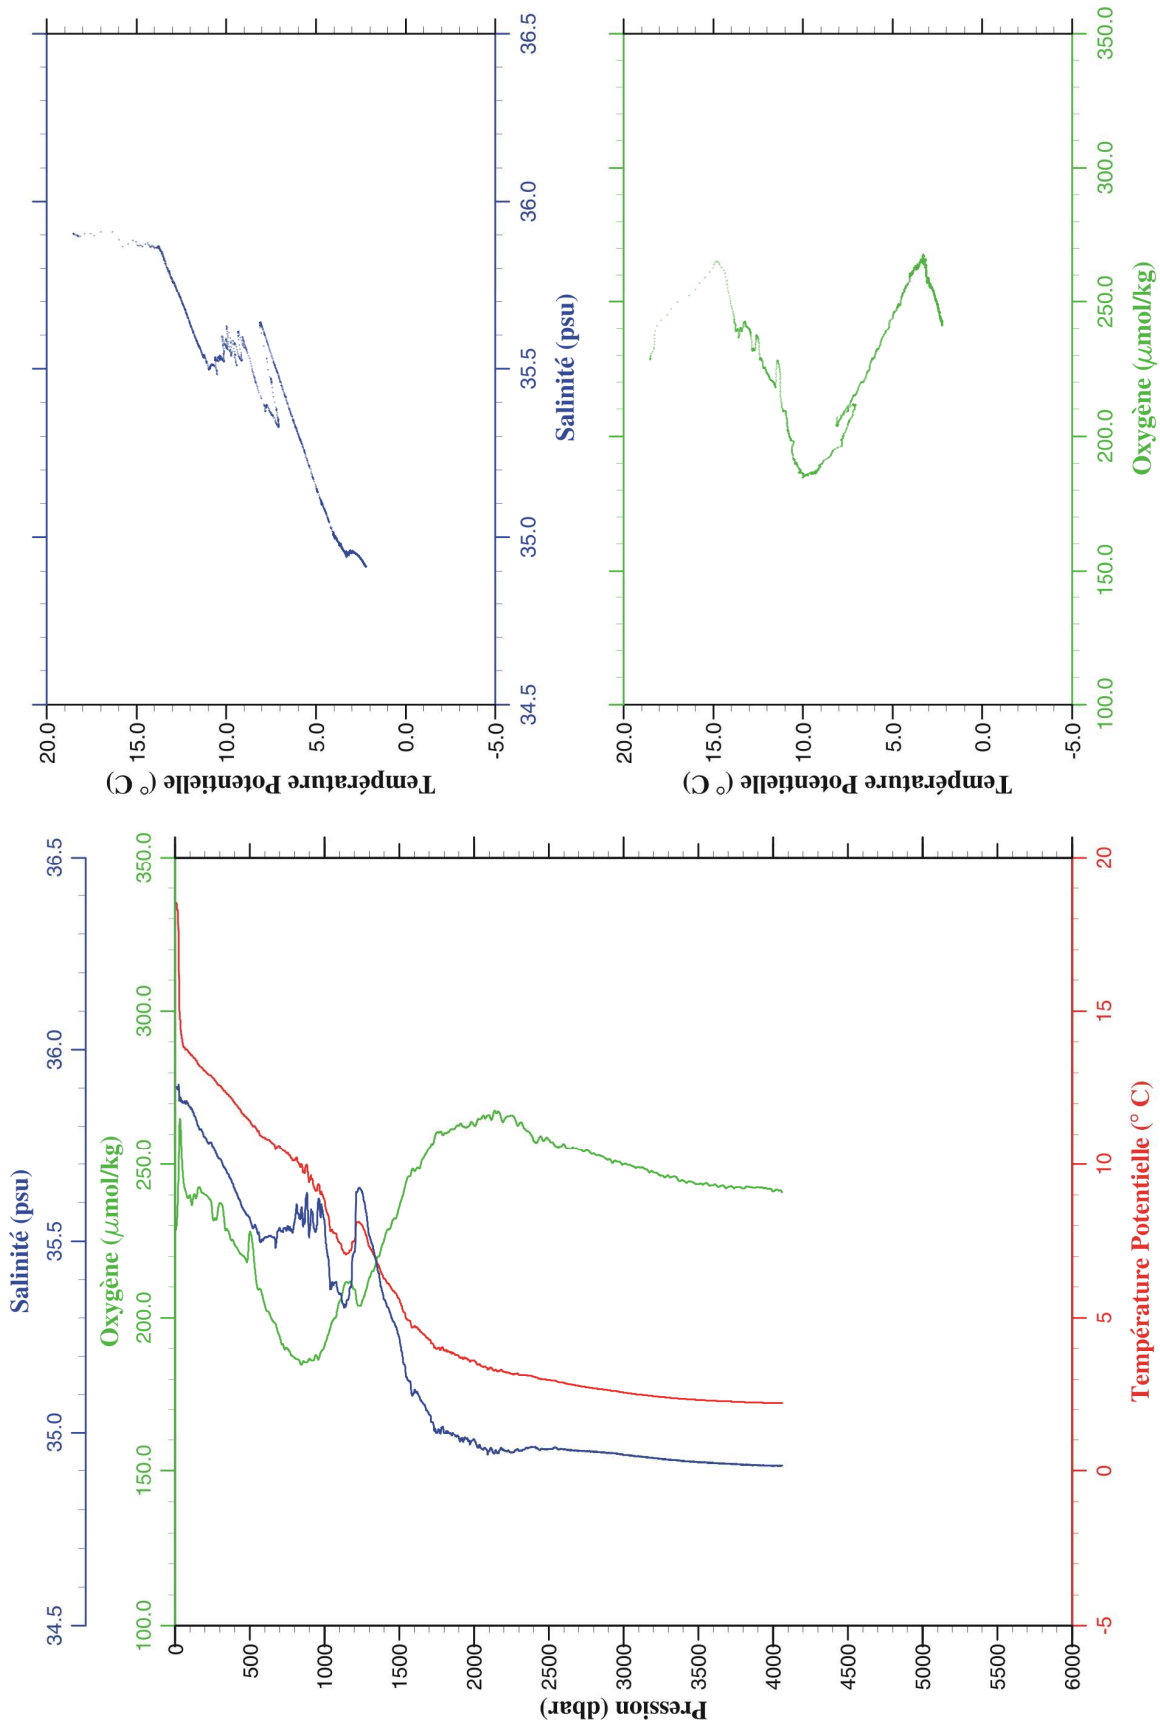 Salinité (psu)
34.5 35.0 35.5 36.0 36.5
Oxygène (µmol/kg)
100.0 150.0 200.0 250.0 300.0 350.0
Pression (dbar)
0
500
1000
1500
2000
2500
3000
3500
4000
4500
5000
5500
6000
-5 0 5 10 15 20
Température Potentielle (° C)
Température Potentielle (° C)
20.0
15.0
10.0
5.0
0.0
-5.0
34.5 35.0 35.5 36.0 36.5
Salinité (psu)
Température Potentielle (° C)
20.0
15.0
10.0
5.0
0.0
-5.0
100.0 150.0 200.0 250.0 300.0 350.0
Oxygène (µmol/kg)